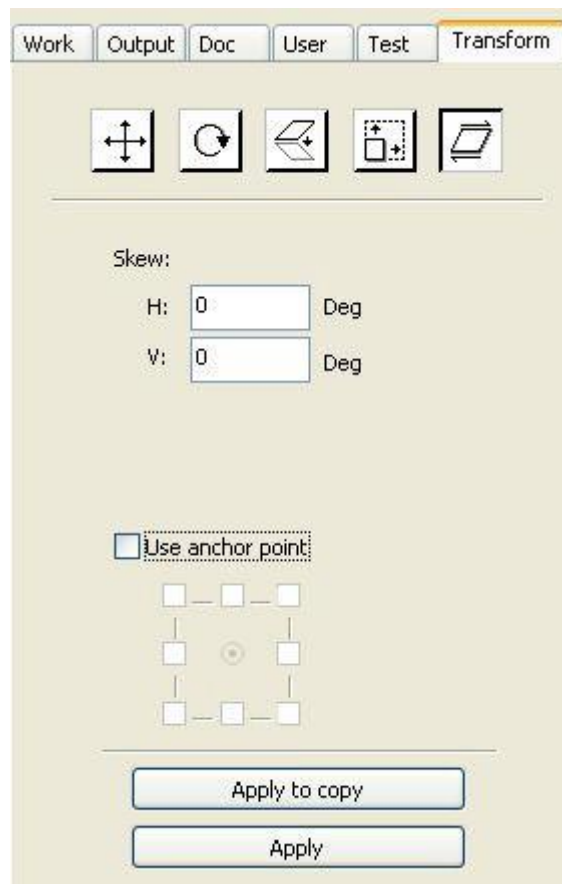 Work Output Doc User Test Transform
Skew:
H: 0 Deg
V: 0 Deg
Use anchor point
Apply to copy
Apply